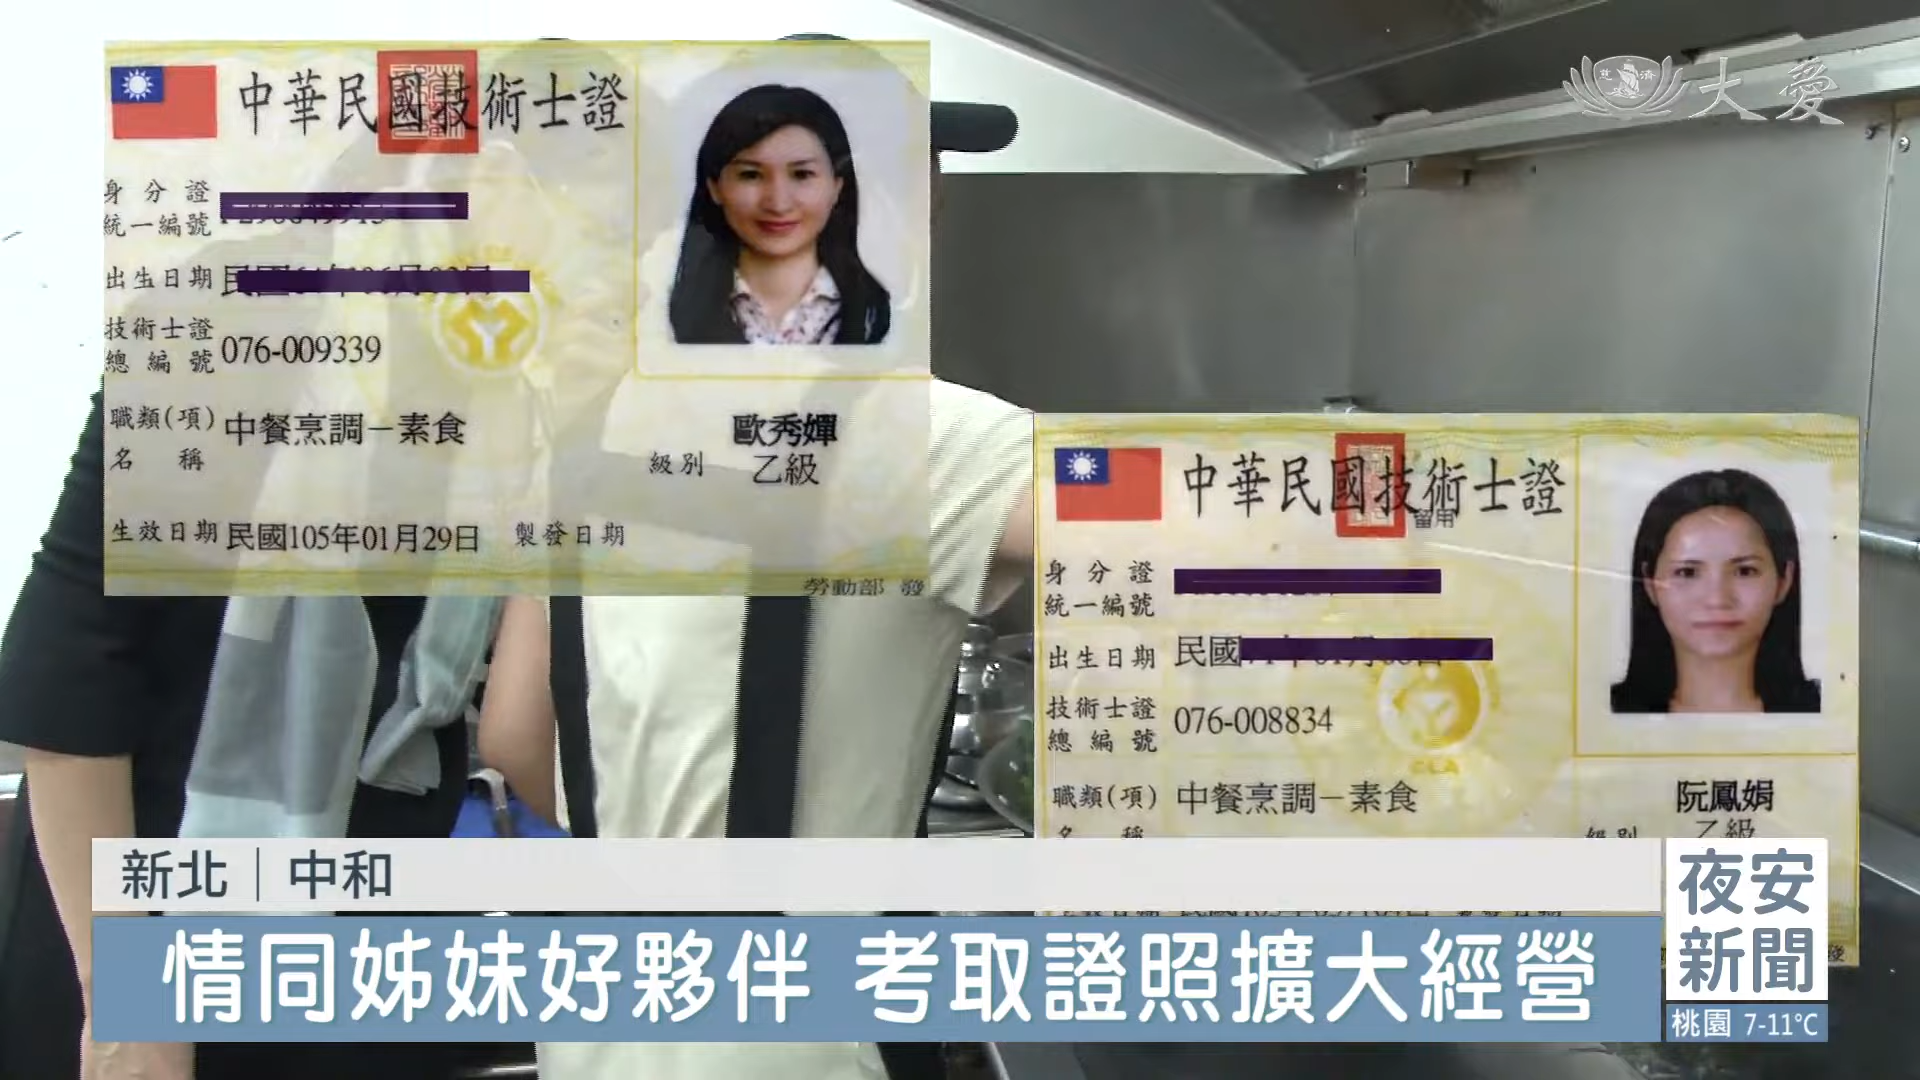 慈濟 大愛
中華民國技術士證
身分證
統一編號
出生日期
技術士證
總編號 076-009339
職類(項)
名稱 中餐烹調－素食
歐秀嬋
級別 乙級
生效日期 民國105年01月29日 製發日期
勞動部 發
中華民國技術士證
身分證
統一編號
出生日期 民國
技術士證
總編號 076-008834
職類(項) 中餐烹調－素食
阮鳳娟
新北｜中和
情同姊妹好夥伴 考取證照擴大經營
夜安
新聞
桃園 7-11°C